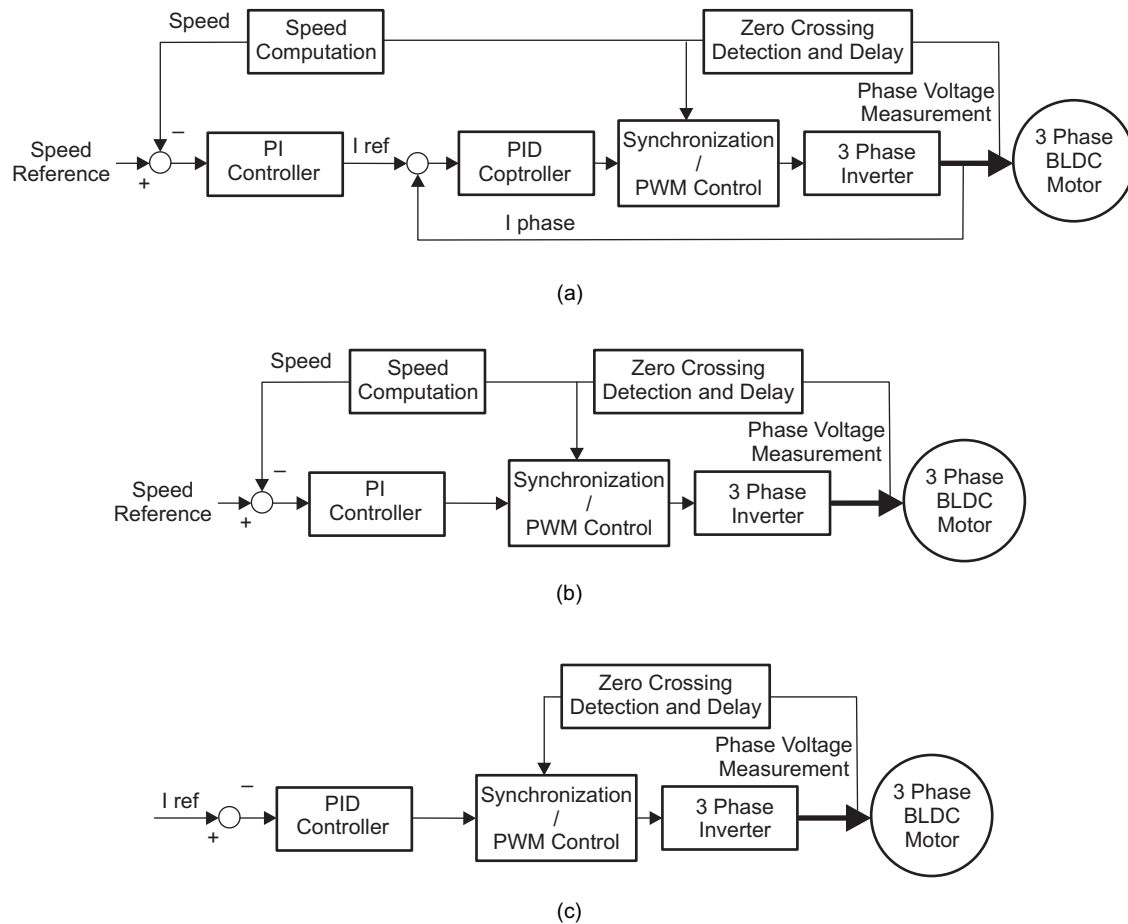 Speed
Speed
Computation
Zero Crossing
Detection and Delay
Phase Voltage
Measurement
Speed
Reference
–
+
PI
Controller
I ref
PID
Coptroller
Synchronization
/
PWM Control
3 Phase
Inverter
3 Phase
BLDC
Motor
I phase
(a)
Speed
Speed
Computation
Zero Crossing
Detection and Delay
Phase Voltage
Measurement
Speed
Reference
–
+
PI
Controller
Synchronization
/
PWM Control
3 Phase
Inverter
3 Phase
BLDC
Motor
(b)
Zero Crossing
Detection and Delay
Phase Voltage
Measurement
I ref
–
+
PID
Controller
Synchronization
/
PWM Control
3 Phase
Inverter
3 Phase
BLDC
Motor
(c)